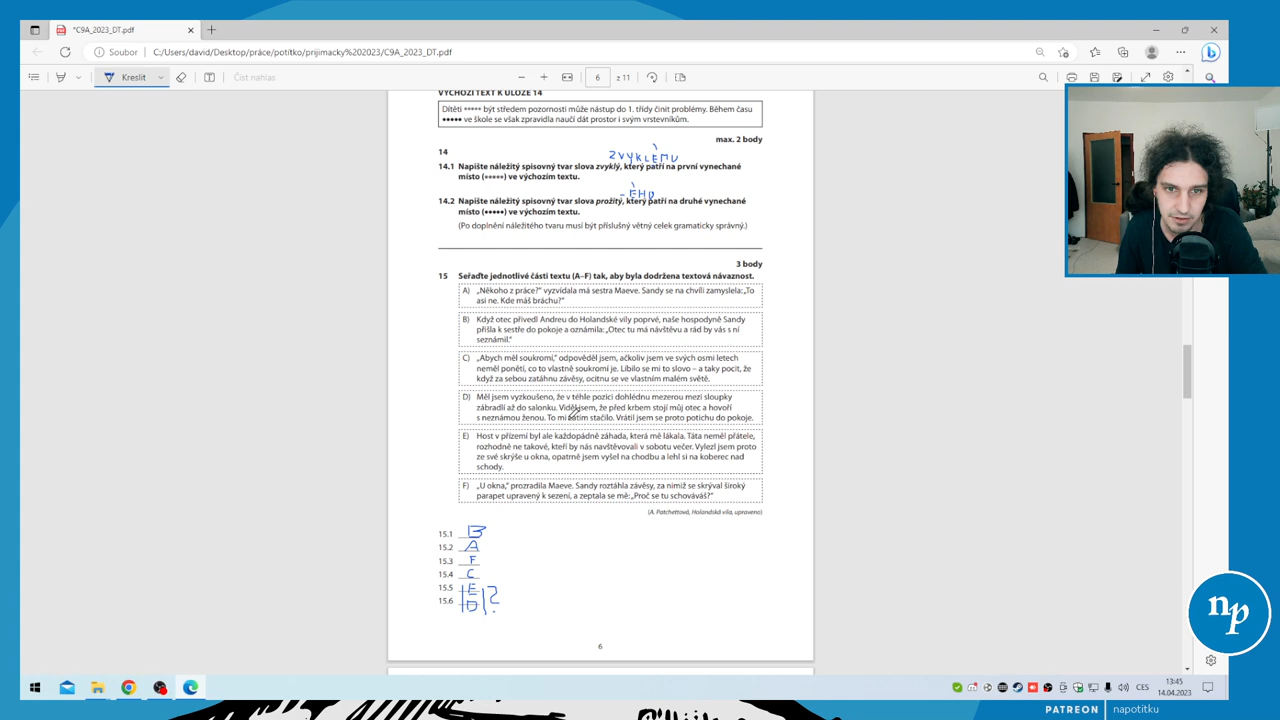 *C9A_2023_DT.pdf
Soubor C:/Users/david/Desktop/práce/potítko/prijimacky%202023/C9A_2023_DT.pdf
Kreslit Číst nahlas 6 z 11
VÝCHOZÍ TEXT K ÚLOZE 14
Dítěti ***** být středem pozornosti může nástup do 1. třídy činit problémy. Během času
●●●●● ve škole se však zpravidla naučí dát prostor i svým vrstevníkům.
max. 2 body
14
ZVYKLÉMU
14.1 Napište náležitý spisovný tvar slova zvyklý, který patří na první vynechané
místo (*****) ve výchozím textu.
-ÉHO
14.2 Napište náležitý spisovný tvar slova prožitý, který patří na druhé vynechané
místo (●●●●●) ve výchozím textu.
(Po doplnění náležitého tvaru musí být příslušný větný celek gramaticky správný.)
3 body
15 Seřaďte jednotlivé části textu (A–F) tak, aby byla dodržena textová návaznost.
A) „Někoho z práce?“ vyzvídala má sestra Maeve. Sandy se na chvíli zamyslela: „To
asi ne. Kde máš bráchu?“
B) Když otec přivedl Andreu do Holandské vily poprvé, naše hospodyně Sandy
přišla k sestře do pokoje a oznámila: „Otec tu má návštěvu a rád by vás s ní
seznámil.“
C) „Abych měl soukromí,“ odpověděl jsem, ačkoliv jsem ve svých osmi letech
neměl ponětí, co to vlastně soukromí je. Líbilo se mi to slovo – a taky pocit, že
když za sebou zatáhnu závěsy, ocitnu se ve vlastním malém světě.
D) Měl jsem vyzkoušeno, že v téhle pozici dohlédnu mezerou mezi sloupky
zábradlí až do salonku. Viděl jsem, že před krbem stojí můj otec a hovoří
s neznámou ženou. To mi zatím stačilo. Vrátil jsem se proto potichu do pokoje.
E) Host v přízemí byl ale každopádně záhada, která mě lákala. Táta neměl přátele,
rozhodně ne takové, kteří by nás navštěvovali v sobotu večer. Vylezl jsem proto
ze své skrýše u okna, opatrně jsem vyšel na chodbu a lehl si na koberec nad
schody.
F) „U okna,“ prozradila Maeve. Sandy roztáhla závěsy, za nimiž se skrýval široký
parapet upravený k sezení, a zeptala se mě: „Proč se tu schováváš?“
(A. Patchettová, Holandská vila, upraveno)
15.1 B
15.2 A
15.3 F
15.4 C
15.5 E
15.6 D ?
6
np
CES 13:45
14.04.2023
PATREON napotitku